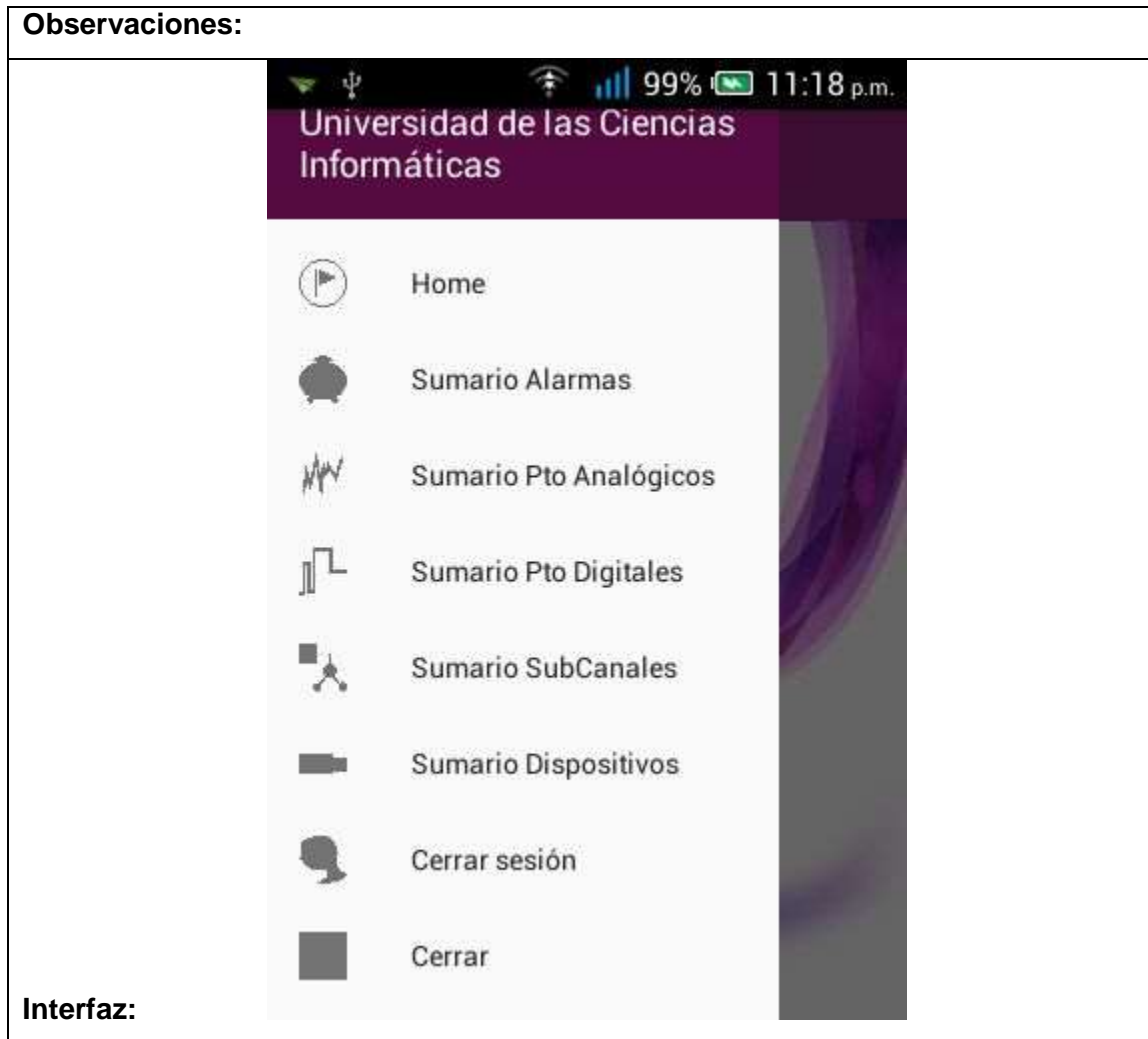 Observaciones:
99% 11:18 p.m.
Universidad de las Ciencias
Informáticas
Home
Sumario Alarmas
Sumario Pto Analógicos
Sumario Pto Digitales
Sumario SubCanales
Sumario Dispositivos
Cerrar sesión
Cerrar
Interfaz: